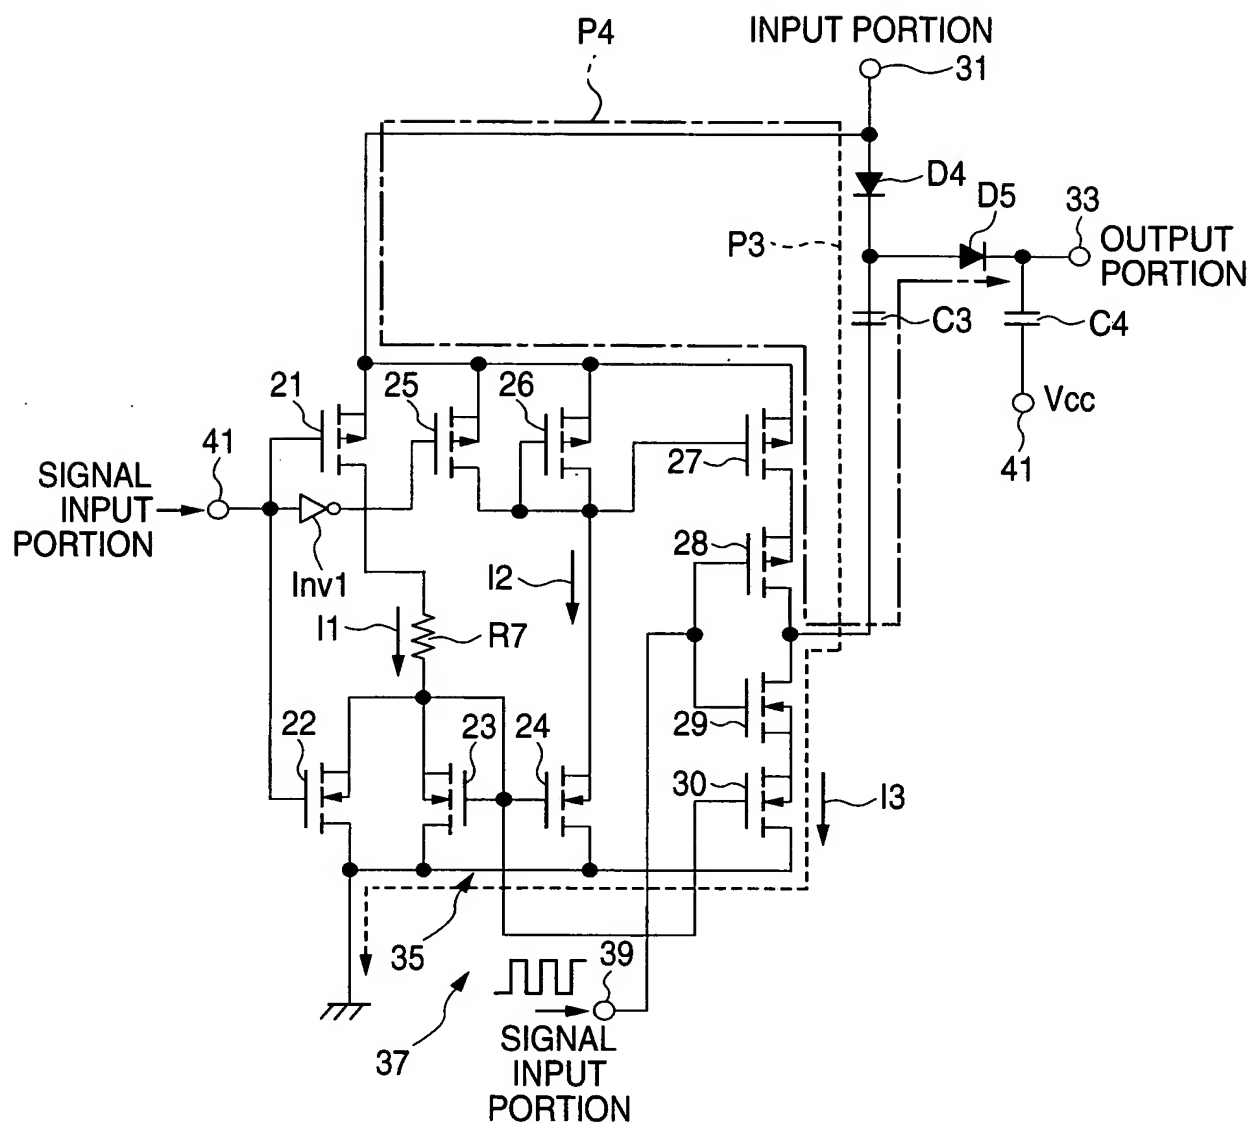 P4
INPUT PORTION
31
D4
D5
33
P3
OUTPUT
PORTION
C3
C4
21
25
26
Vcc
41
41
27
SIGNAL
INPUT
PORTION
28
Inv1
I2
I1
R7
22
23
24
29
30
I3
35
39
37
SIGNAL
INPUT
PORTION